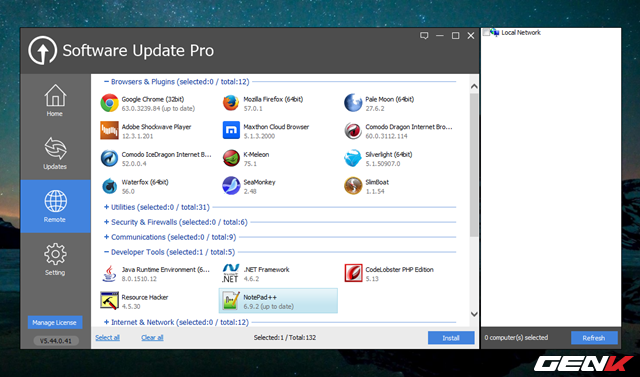 Software Update Pro
Local Network
Home
Updates
Remote
Setting
Manage License
V5.44.0.41
Browsers & Plugins (selected:0 / total:12)
Google Chrome (32bit)
63.0.3239.84 (up to date)
Mozilla Firefox (64bit)
57.0.1
Pale Moon (64bit)
27.6.2
Adobe Shockwave Player
12.3.1.201
Maxthon Cloud Browser
5.1.3.2000
Comodo Dragon Internet Bro...
60.0.3112.114
Comodo IceDragon Internet B...
52.0.0.4
K-Meleon
75.1
Silverlight (64bit)
5.1.50907.0
Waterfox (64bit)
56.0
SeaMonkey
2.48
SlimBoat
1.1.54
Utilities (selected:0 / total:31)
Security & Firewalls (selected:0 / total:6)
Communications (selected:0 / total:9)
Developer Tools (selected:1 / total:5)
Java Runtime Environment (6...
8.0.1510.12
.NET Framework
4.6.2
CodeLobster PHP Edition
5.13
Resource Hacker
4.5.30
NotePad++
6.9.2 (up to date)
Internet & Network (selected:0 / total:12)
Select all
Clear all
Selected:1 / Total:132
Install
0 computer(s) selected
Refresh
GENK